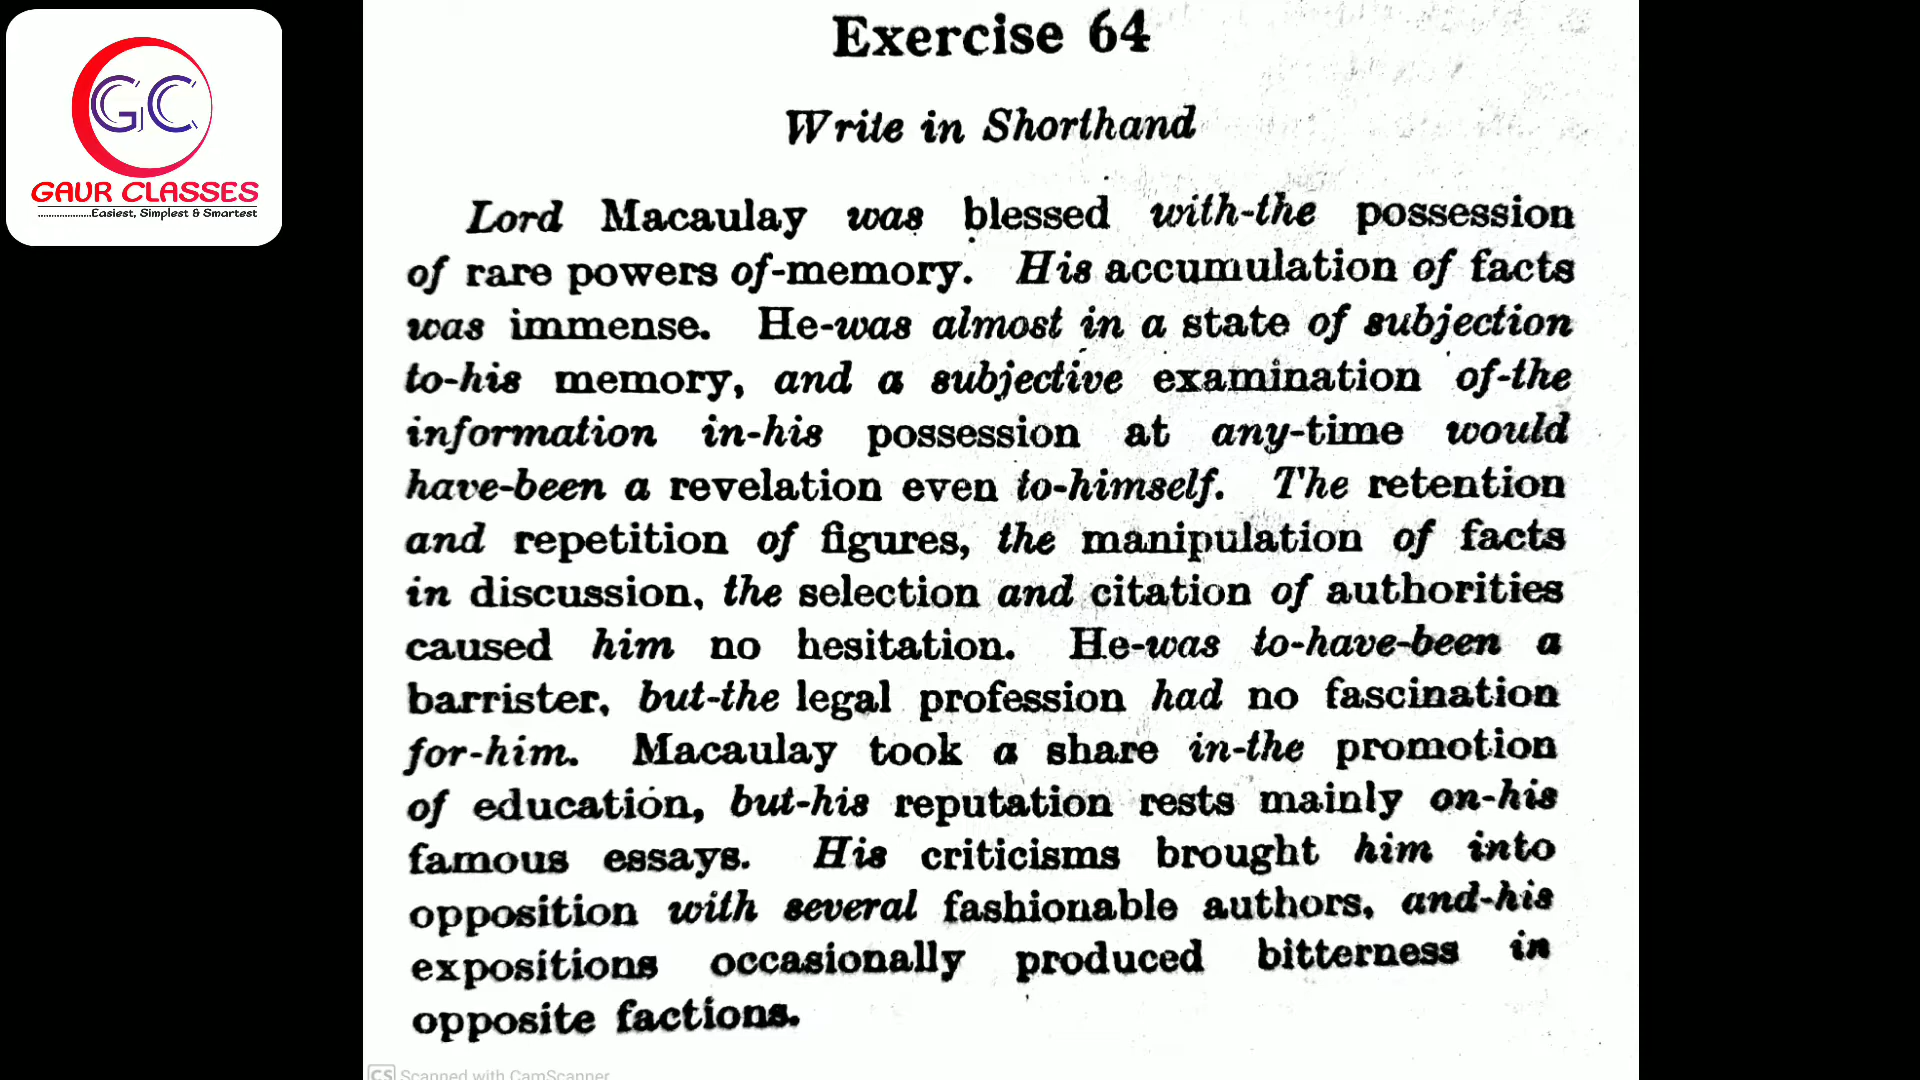 GC
GAUR CLASSES
....................Easiest, Simplest & Smartest
Exercise 64
Write in Shorthand
Lord Macaulay was blessed with-the possession
of rare powers of-memory. His accumulation of facts
was immense. He-was almost in a state of subjection
to-his memory, and a subjective examination of-the
information in-his possession at any-time would
have-been a revelation even to-himself. The retention
and repetition of figures, the manipulation of facts
in discussion, the selection and citation of authorities
caused him no hesitation. He-was to-have-been a
barrister, but-the legal profession had no fascination
for-him. Macaulay took a share in-the promotion
of education, but-his reputation rests mainly on-his
famous essays. His criticisms brought him into
opposition with several fashionable authors, and-his
expositions occasionally produced bitterness in
opposite factions.
CS Scanned with CamScanner